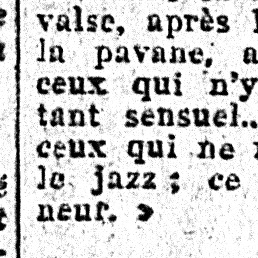 valse, après
la pavane, a
ceux qui n'y
tant sensuel..
ceux qui ne
le jazz ; ce
neur. »